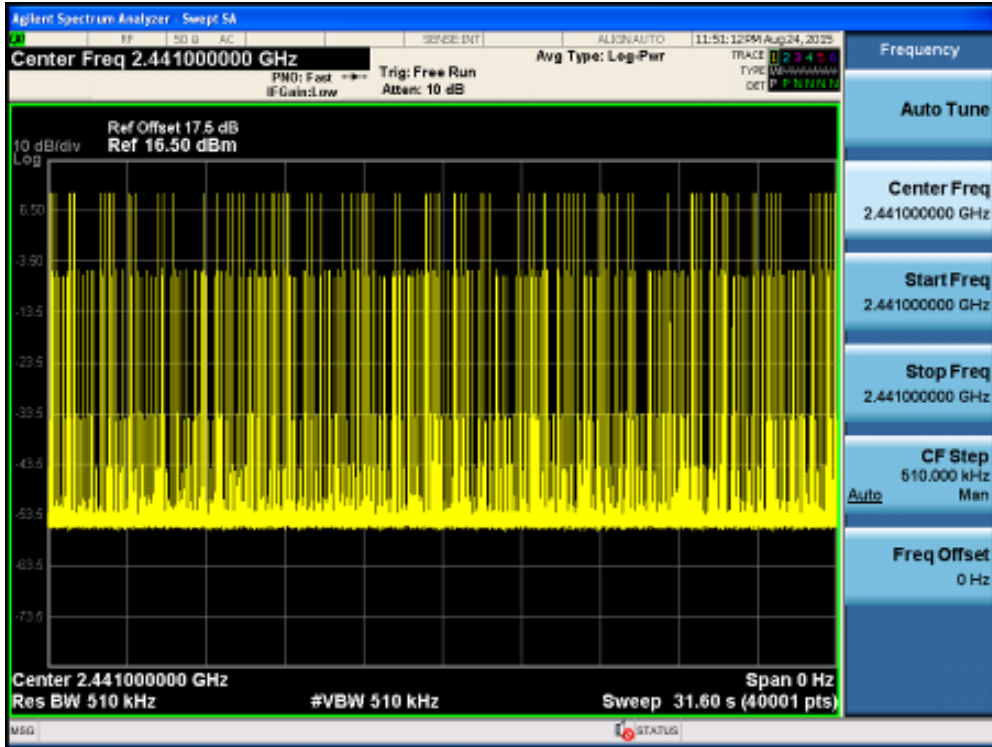 Agilent Spectrum Analyzer - Swept SA
RF 50 Ω AC SENSE:INT ALIGN AUTO 11:51:12 PM Aug 24, 2015
Center Freq 2.441000000 GHz
Avg Type: Log-Pwr
TRACE 1 2 3 4 5 6
PNO: Fast
Trig: Free Run
TYPE
IFGain:Low
Atten: 10 dB
DET P P N N N N
Ref Offset 17.5 dB
10 dB/div Ref 16.50 dBm
Log
6.50
-3.50
-13.5
-23.5
-33.5
-43.5
-53.5
-63.5
-73.5
Center 2.441000000 GHz Span 0 Hz
Res BW 510 kHz #VBW 510 kHz Sweep 31.60 s (40001 pts)
MSG STATUS
Frequency
Auto Tune
Center Freq
2.441000000 GHz
Start Freq
2.441000000 GHz
Stop Freq
2.441000000 GHz
CF Step
510.000 kHz
Auto Man
Freq Offset
0 Hz